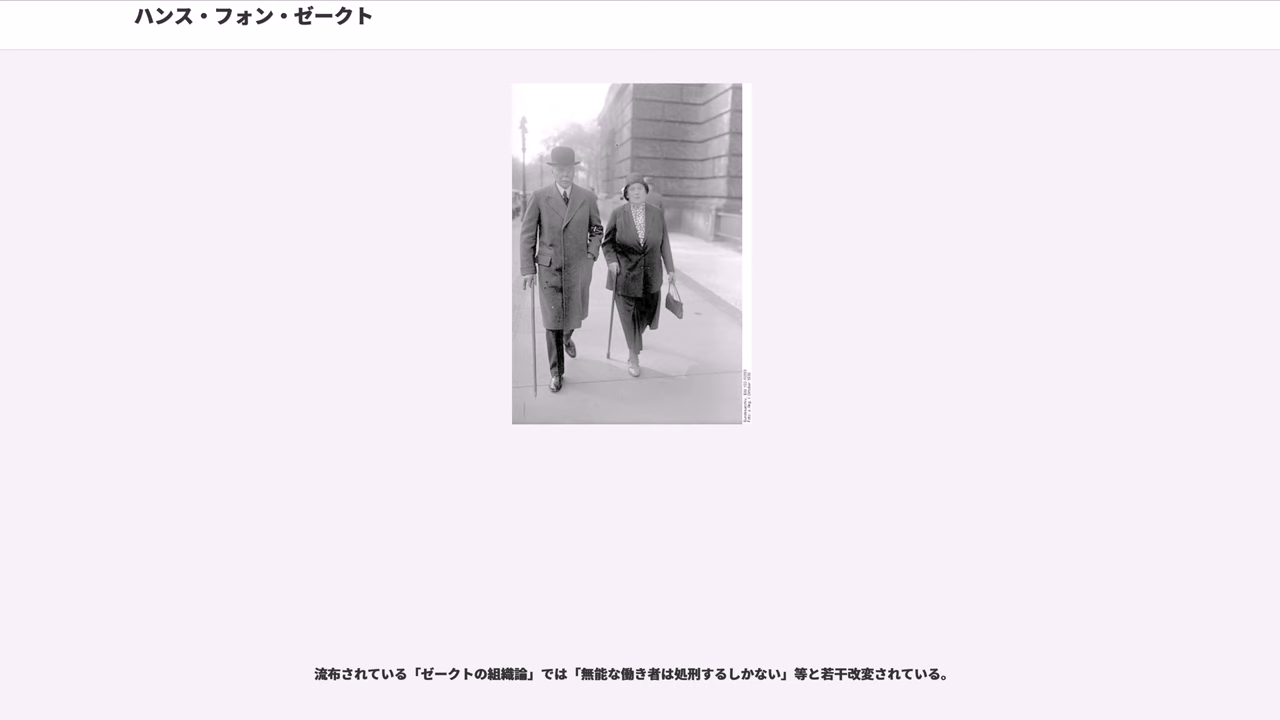 ハンス・フォン・ゼークト
流布されている「ゼークトの組織論」では「無能な働き者は処刑するしかない」等と若干改変されている。